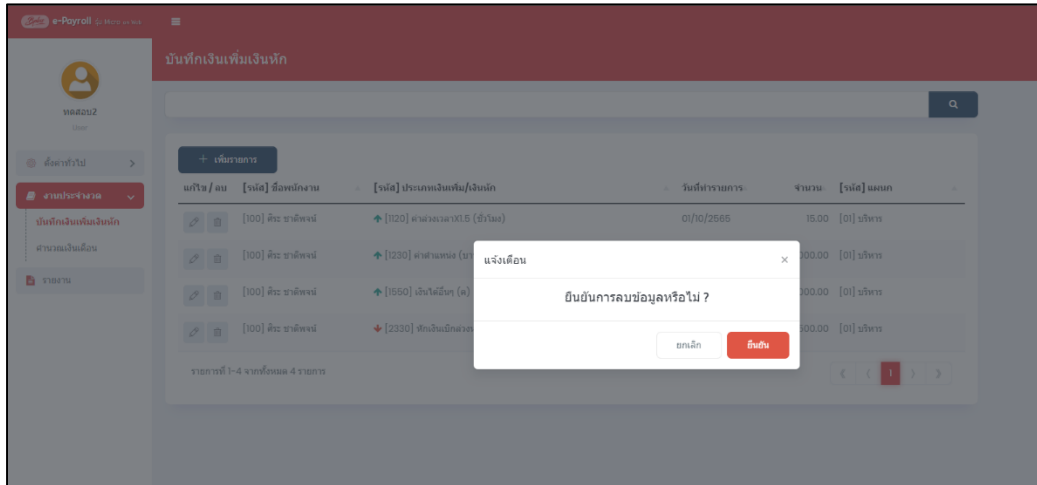 e-Payroll
บันทึกเงินเพิ่มเงินหัก
ทดสอบ2
User
ตั้งค่าทั่วไป
งานประจำงวด
บันทึกเงินเพิ่มเงินหัก
คำนวณเงินเดือน
รายงาน
+ เพิ่มรายการ
แก้ไข / ลบ [รหัส] ชื่อพนักงาน [รหัส] ประเภทเงินเพิ่ม/เงินหัก วันที่ทำรายการ จำนวน [รหัส] แผนก
[100] ศิระ ชาติพจน์ [1120] ค่าล่วงเวลาX1.5 (ชั่วโมง) 01/10/2565 15.00 [01] บริหาร
[100] ศิระ ชาติพจน์ [1230] ค่าตำแหน่ง 000.00 [01] บริหาร
[100] ศิระ ชาติพจน์ [1550] เงินได้อื่นๆ (ค) 000.00 [01] บริหาร
[100] ศิระ ชาติพจน์ [2330] หักเงินเบิกล่วง 500.00 [01] บริหาร
แจ้งเตือน ×
ยืนยันการลบข้อมูลหรือไม่ ?
ยกเลิก ยืนยัน
รายการที่ 1-4 จากทั้งหมด 4 รายการ
1